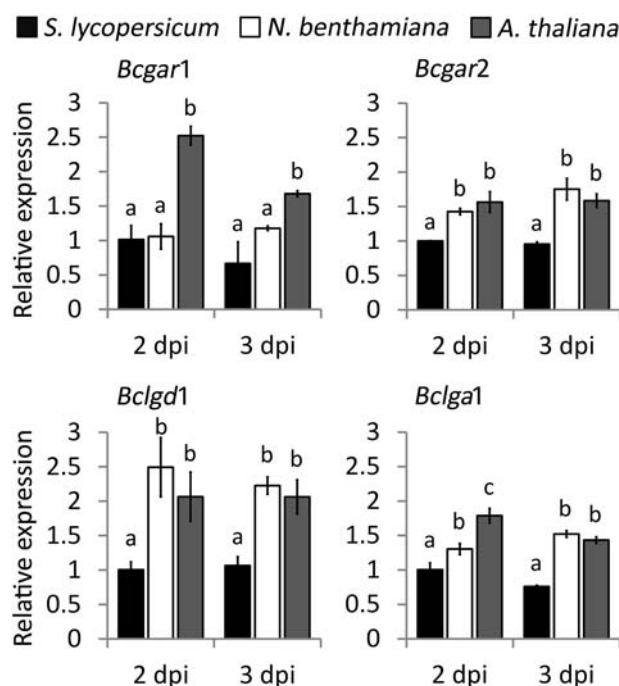 S. lycopersicum N. benthamiana A. thaliana
Bcgar1 Bcgar2
Relative expression
3
2.5
2
1.5
1
0.5
0
a a b a a b
2 dpi 3 dpi
3
2.5
2
1.5
1
0.5
0
a b b a b b
2 dpi 3 dpi
Bclgd1 Bclga1
Relative expression
3
2.5
2
1.5
1
0.5
0
a b b a b b
2 dpi 3 dpi
3
2.5
2
1.5
1
0.5
0
a b c a b b
2 dpi 3 dpi